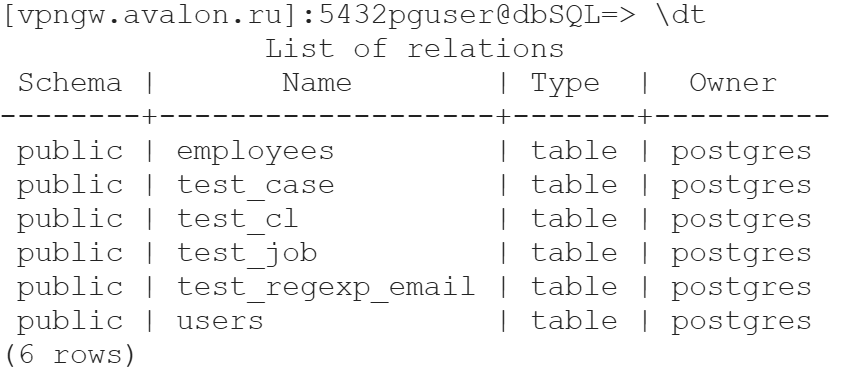 [vpngw.avalon.ru]:5432pguser@dbSQL=> \dt
List of relations
Schema | Name | Type | Owner
--------+-------------------+-------+----------
public | employees | table | postgres
public | test_case | table | postgres
public | test_cl | table | postgres
public | test_job | table | postgres
public | test_regexp_email | table | postgres
public | users | table | postgres
(6 rows)